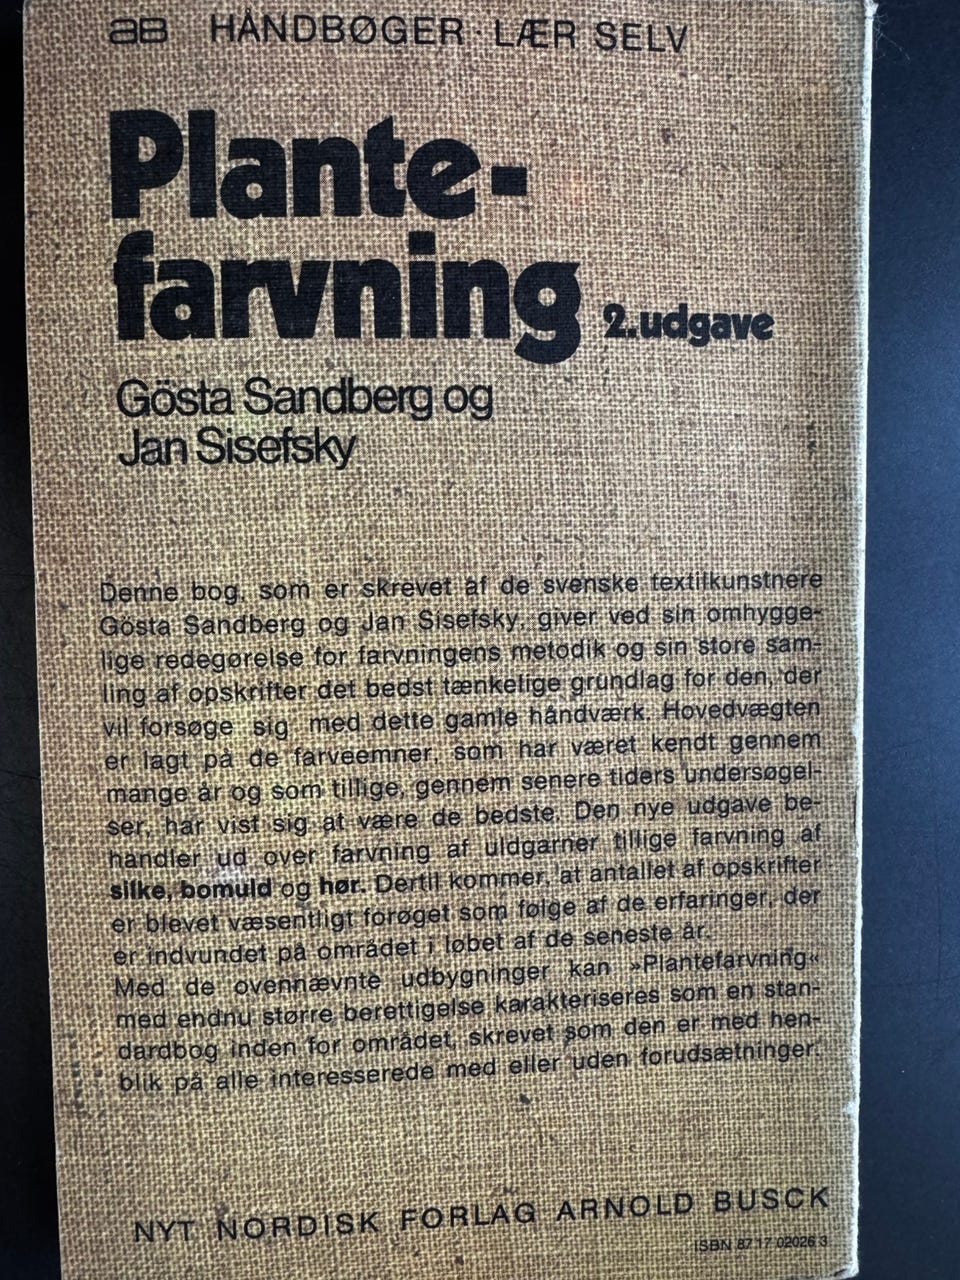 aB HÅNDBØGER · LÆR SELV
Plante-
farvning 2. udgave
Gösta Sandberg og
Jan Sisefsky
Denne bog, som er skrevet af de svenske textilkunstnere
Gösta Sandberg og Jan Sisefsky, giver ved sin omhygge-
lige redegørelse for farvningens metodik og sin store sam-
ling af opskrifter det bedst tænkelige grundlag for den, der
vil forsøge sig med dette gamle håndværk. Hovedvægten
er lagt på de farveemner, som har været kendt gennem
mange år og som tillige, gennem senere tiders undersøgel-
ser, har vist sig at være de bedste. Den nye udgave be-
handler ud over farvning af uldgarner tillige farvning af
silke, bomuld og hør. Dertil kommer, at antallet af opskrifter
er blevet væsentligt forøget som følge af de erfaringer, der
er indvundet på området i løbet af de seneste år.
Med de ovennævnte udbygninger kan »Plantefarvning«
med endnu større berettigelse karakteriseres som en stan-
dardbog inden for området, skrevet som den er med hen-
blik på alle interesserede med eller uden forudsætninger.
NYT NORDISK FORLAG ARNOLD BUSCK
ISBN 87 17 02026 3